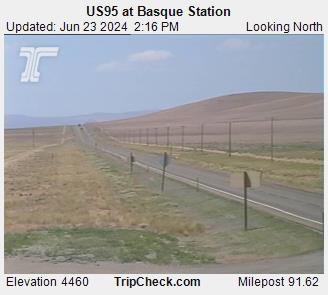 US95 at Basque Station
Updated: Jun 23 2024 2:16 PM Looking North
Elevation 4460 TripCheck.com Milepost 91.62